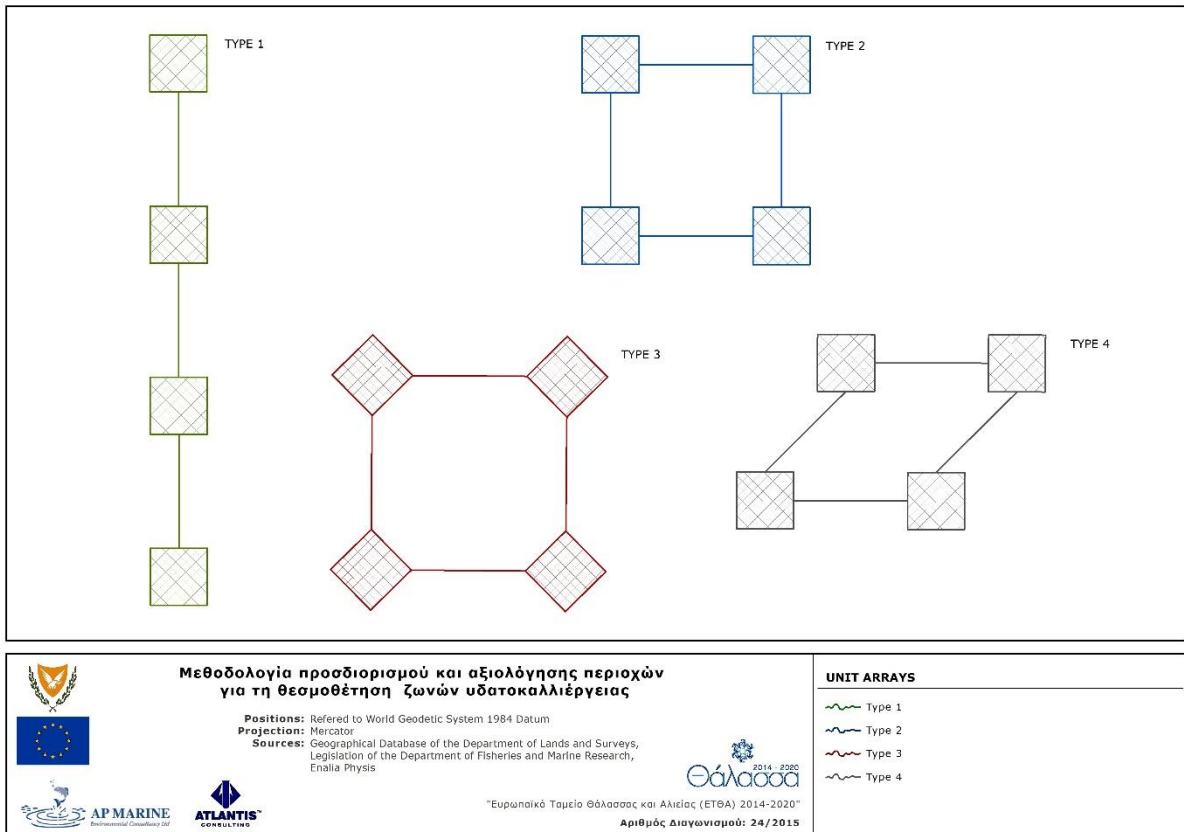 TYPE 1
TYPE 2
TYPE 3
TYPE 4
Μεθοδολογία προσδιορισμού και αξιολόγησης περιοχών
για τη θεσμοθέτηση ζωνών υδατοκαλλιέργειας
Positions: Refered to World Geodetic System 1984 Datum
Projection: Mercator
Sources: Geographical Database of the Department of Lands and Surveys,
Legislation of the Department of Fisheries and Marine Research,
Enalia Physis
AP MARINE
Environmental Consultancy Ltd
ATLANTIS™
CONSULTING
2014 - 2020
Θάλασσα
"Ευρωπαϊκό Ταμείο Θάλασσας και Αλιείας (ΕΤΘΑ) 2014-2020"
Αριθμός Διαγωνισμού: 24/2015
UNIT ARRAYS
Type 1
Type 2
Type 3
Type 4